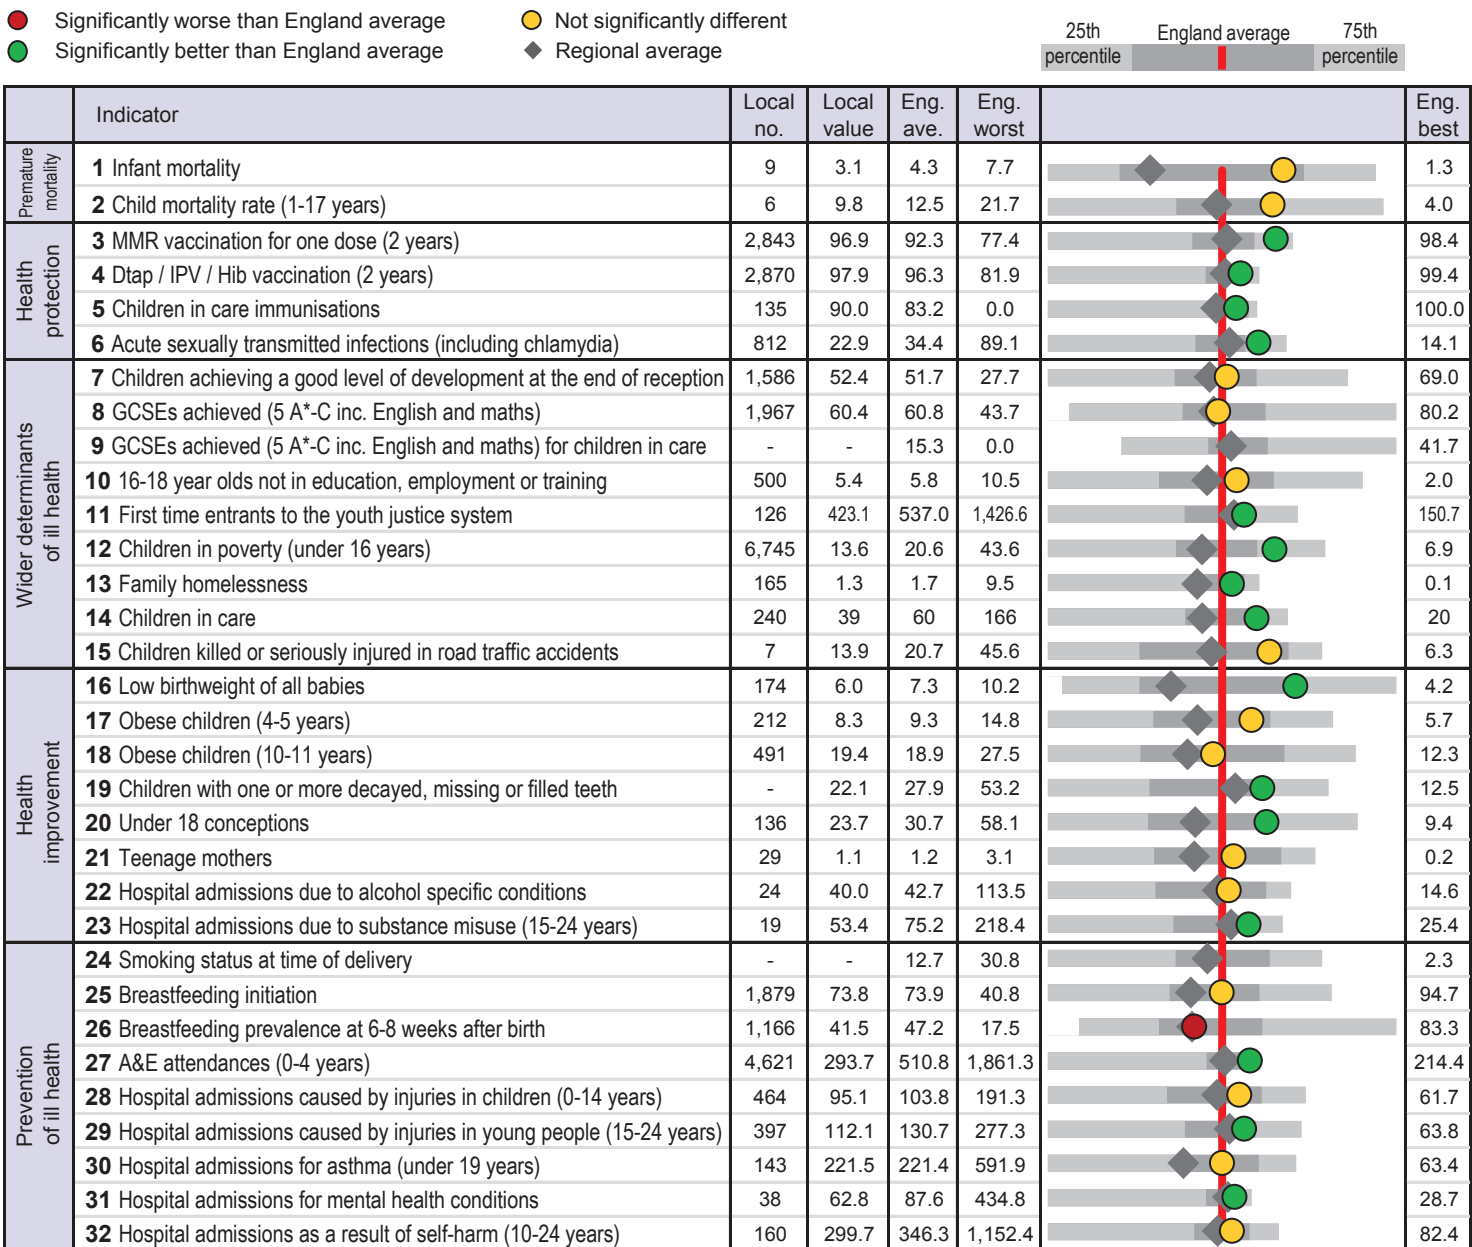 Significantly worse than England average
Not significantly different
Significantly better than England average
Regional average
25th percentile
England average
75th percentile
Indicator Local no. Local value Eng. ave. Eng. worst Eng. best
Premature mortality
1 Infant mortality 9 3.1 4.3 7.7 1.3
2 Child mortality rate (1-17 years) 6 9.8 12.5 21.7 4.0
Health protection
3 MMR vaccination for one dose (2 years) 2,843 96.9 92.3 77.4 98.4
4 Dtap / IPV / Hib vaccination (2 years) 2,870 97.9 96.3 81.9 99.4
5 Children in care immunisations 135 90.0 83.2 0.0 100.0
6 Acute sexually transmitted infections (including chlamydia) 812 22.9 34.4 89.1 14.1
Wider determinants of ill health
7 Children achieving a good level of development at the end of reception 1,586 52.4 51.7 27.7 69.0
8 GCSEs achieved (5 A*-C inc. English and maths) 1,967 60.4 60.8 43.7 80.2
9 GCSEs achieved (5 A*-C inc. English and maths) for children in care - - 15.3 0.0 41.7
10 16-18 year olds not in education, employment or training 500 5.4 5.8 10.5 2.0
11 First time entrants to the youth justice system 126 423.1 537.0 1,426.6 150.7
12 Children in poverty (under 16 years) 6,745 13.6 20.6 43.6 6.9
13 Family homelessness 165 1.3 1.7 9.5 0.1
14 Children in care 240 39 60 166 20
15 Children killed or seriously injured in road traffic accidents 7 13.9 20.7 45.6 6.3
Health improvement
16 Low birthweight of all babies 174 6.0 7.3 10.2 4.2
17 Obese children (4-5 years) 212 8.3 9.3 14.8 5.7
18 Obese children (10-11 years) 491 19.4 18.9 27.5 12.3
19 Children with one or more decayed, missing or filled teeth - 22.1 27.9 53.2 12.5
20 Under 18 conceptions 136 23.7 30.7 58.1 9.4
21 Teenage mothers 29 1.1 1.2 3.1 0.2
22 Hospital admissions due to alcohol specific conditions 24 40.0 42.7 113.5 14.6
23 Hospital admissions due to substance misuse (15-24 years) 19 53.4 75.2 218.4 25.4
Prevention of ill health
24 Smoking status at time of delivery - - 12.7 30.8 2.3
25 Breastfeeding initiation 1,879 73.8 73.9 40.8 94.7
26 Breastfeeding prevalence at 6-8 weeks after birth 1,166 41.5 47.2 17.5 83.3
27 A&E attendances (0-4 years) 4,621 293.7 510.8 1,861.3 214.4
28 Hospital admissions caused by injuries in children (0-14 years) 464 95.1 103.8 191.3 61.7
29 Hospital admissions caused by injuries in young people (15-24 years) 397 112.1 130.7 277.3 63.8
30 Hospital admissions for asthma (under 19 years) 143 221.5 221.4 591.9 63.4
31 Hospital admissions for mental health conditions 38 62.8 87.6 434.8 28.7
32 Hospital admissions as a result of self-harm (10-24 years) 160 299.7 346.3 1,152.4 82.4